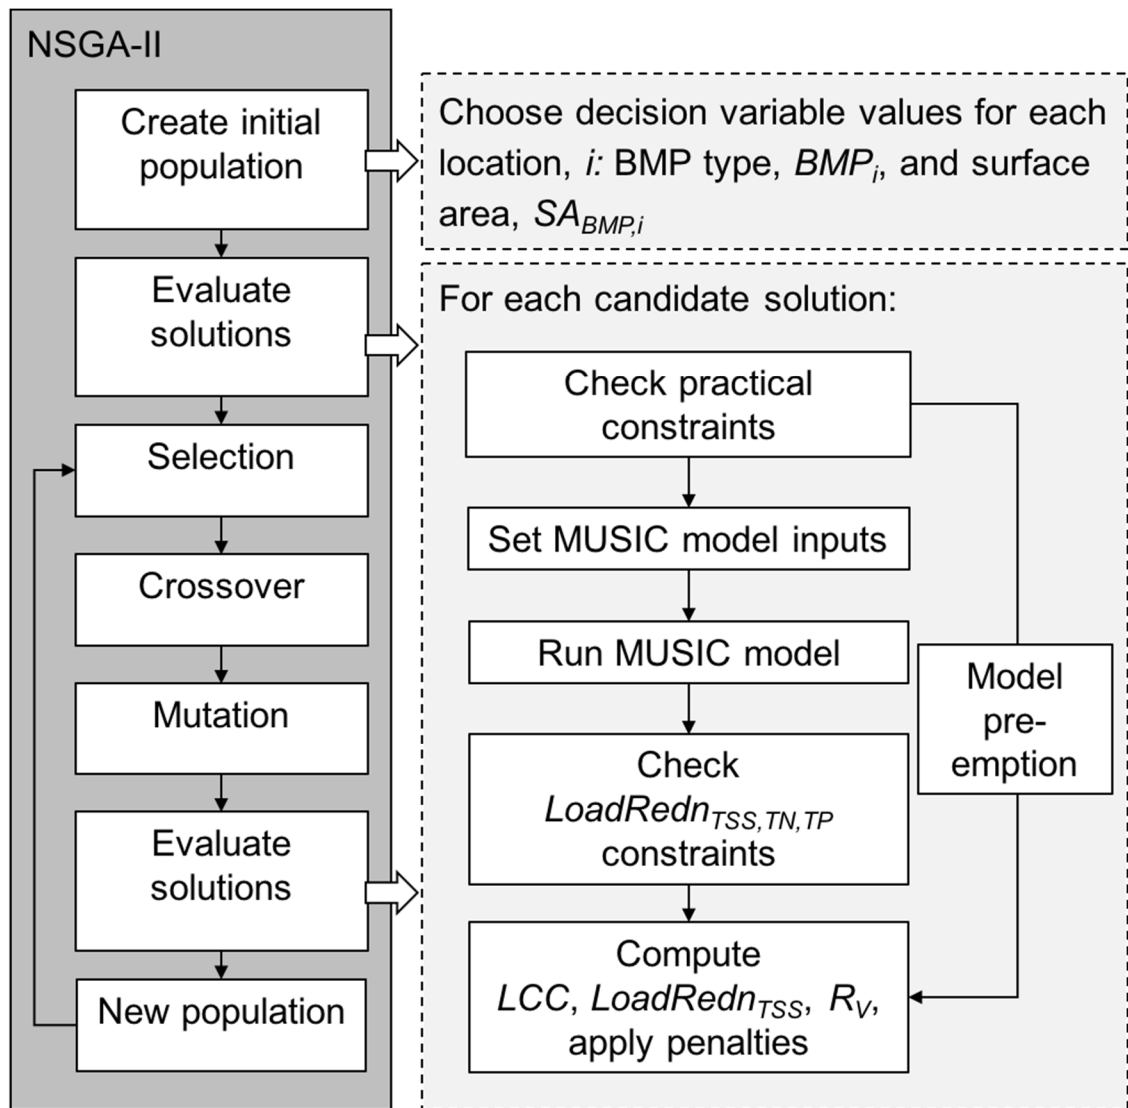 NSGA-II
Create initial
population
Evaluate
solutions
Selection
Crossover
Mutation
Evaluate
solutions
New population
Choose decision variable values for each
location, i: BMP type, BMPi, and surface
area, SABMP,i
For each candidate solution:
Check practical
constraints
Set MUSIC model inputs
Run MUSIC model
Check
LoadRednTSS,TN,TP
constraints
Compute
LCC, LoadRednTSS, RV,
apply penalties
Model
pre-
emption